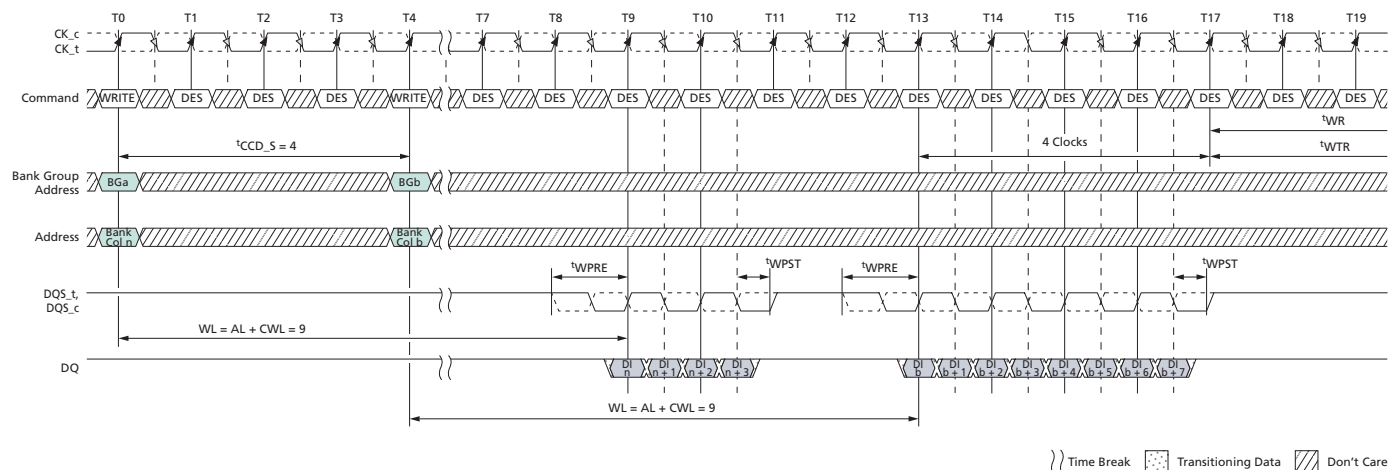 T0 T1 T2 T3 T4 T7 T8 T9 T10 T11 T12 T13 T14 T15 T16 T17 T18 T19
CK_c
CK_t
Command WRITE DES DES DES WRITE DES DES DES DES DES DES DES DES DES DES DES DES DES
tWR
tCCD_S = 4 4 Clocks tWTR
Bank Group
Address BGa BGb
Address Bank
Col n Bank
Col b
tWPRE tWPST tWPRE tWPST
DQS_t,
DQS_c
WL = AL + CWL = 9
DQ DI
n DI
n + 1 DI
n + 2 DI
n + 3 DI
b DI
b + 1 DI
b + 2 DI
b + 3 DI
b + 4 DI
b + 5 DI
b + 6 DI
b + 7
WL = AL + CWL = 9
Time Break Transitioning Data Don't Care